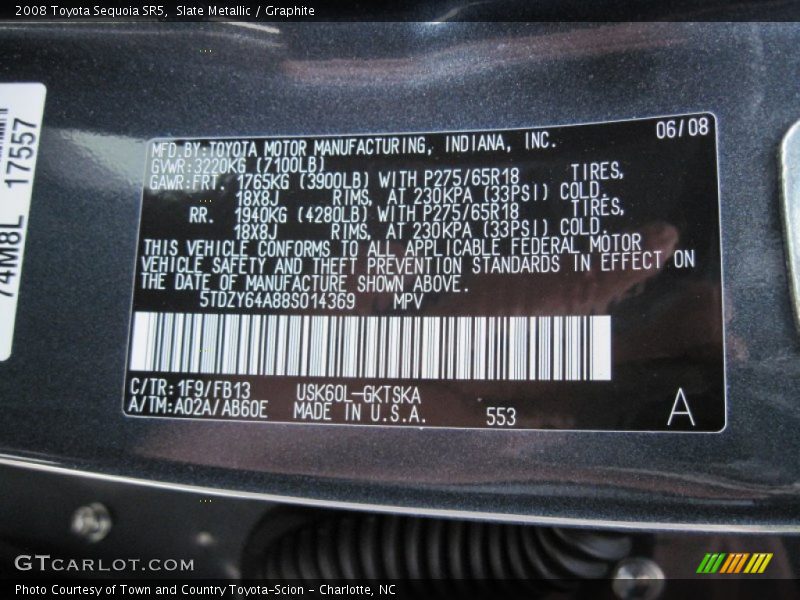 2008 Toyota Sequoia SR5, Slate Metallic / Graphite
74M8L 17557
06/08
MFD BY:TOYOTA MOTOR MANUFACTURING, INDIANA, INC.
GVWR:3220KG (7100LB)
GAWR:FRT. 1765KG (3900LB) WITH P275/65R18 TIRES,
18X8J RIMS, AT 230KPA (33PSI) COLD.
RR. 1940KG (4280LB) WITH P275/65R18 TIRES,
18X8J RIMS, AT 230KPA (33PSI) COLD.
THIS VEHICLE CONFORMS TO ALL APPLICABLE FEDERAL MOTOR
VEHICLE SAFETY AND THEFT PREVENTION STANDARDS IN EFFECT ON
THE DATE OF MANUFACTURE SHOWN ABOVE.
5TDZY64A88S014369 MPV
C/TR:1F9/FB13 USK60L-GKTSKA
A/TM:A02A/AB60E MADE IN U.S.A. 553
A
GTCARLOT.COM
Photo Courtesy of Town and Country Toyota-Scion - Charlotte, NC